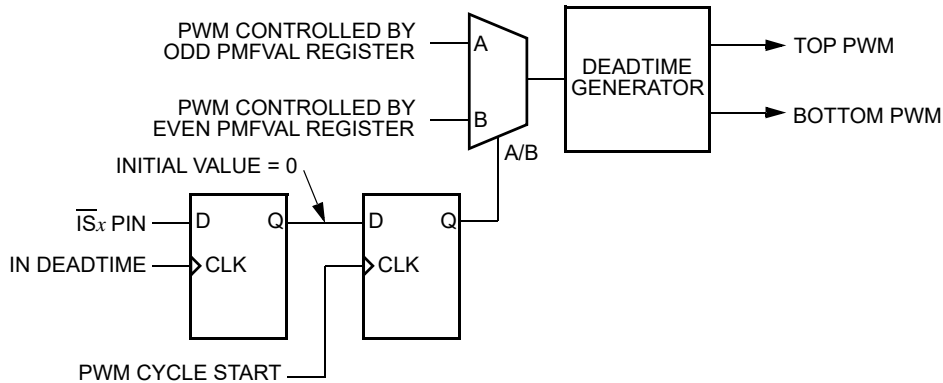 PWM CONTROLLED BY
ODD PMFVAL REGISTER
A
DEADTIME
GENERATOR
TOP PWM
BOTTOM PWM
PWM CONTROLLED BY
EVEN PMFVAL REGISTER
B
A/B
INITIAL VALUE = 0
I̅S̅x PIN
D
Q
D
Q
IN DEADTIME
CLK
CLK
PWM CYCLE START